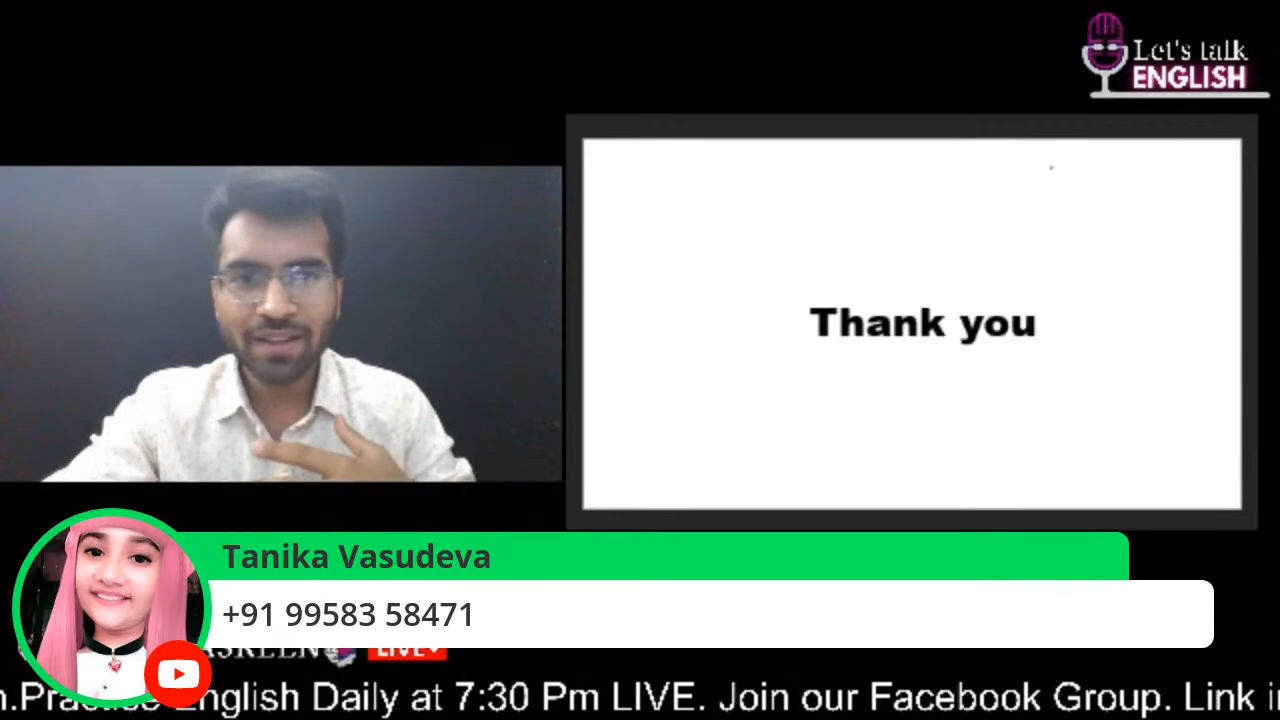 Let's talk
ENGLISH
Thank you
Tanika Vasudeva
+91 99583 58471
LIVE
English Daily at 7:30 Pm LIVE. Join our Facebook Group. Link